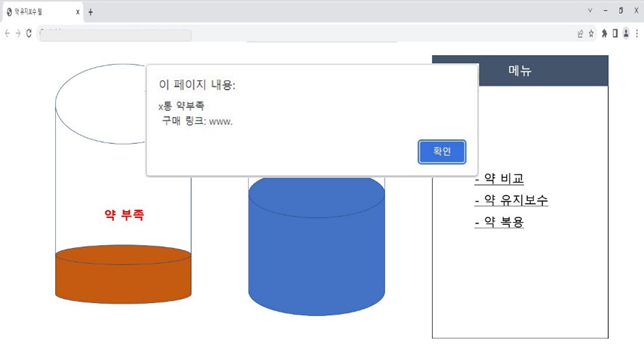 약 유지보수 웹
이 페이지 내용:
x통 약부족
구매 링크: www.
확인
메뉴
- 약 비교
- 약 유지보수
- 약 복용
약 부족